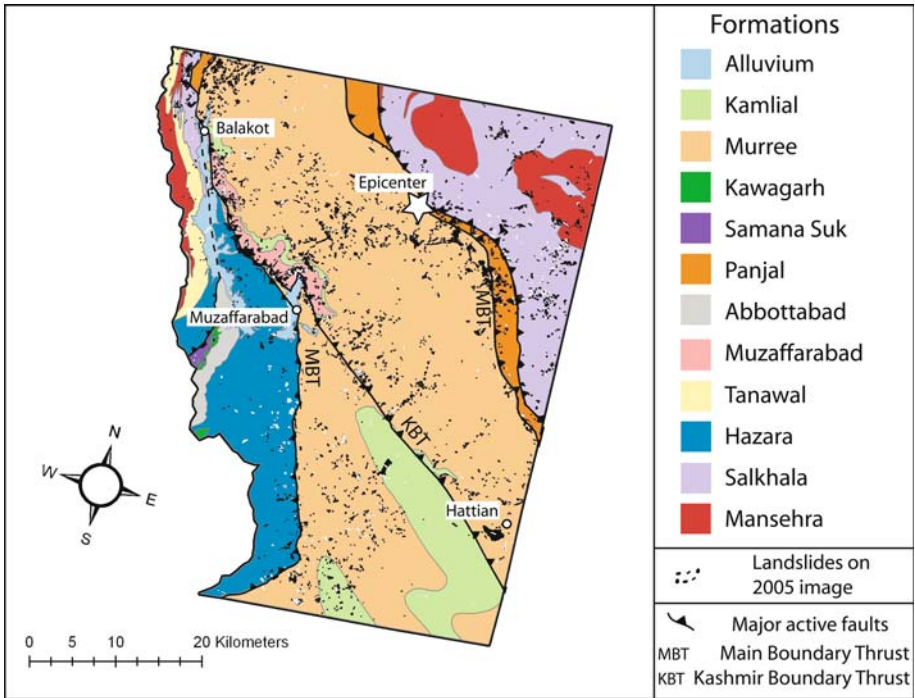 Balakot
Epicenter
Muzaffarabad
MBT
MBT
KBT
Hattian
N
W
E
S
0 5 10 20 Kilometers
Formations
Alluvium
Kamlial
Murree
Kawagarh
Samana Suk
Panjal
Abbottabad
Muzaffarabad
Tanawal
Hazara
Salkhala
Mansehra
Landslides on
2005 image
Major active faults
MBT Main Boundary Thrust
KBT Kashmir Boundary Thrust